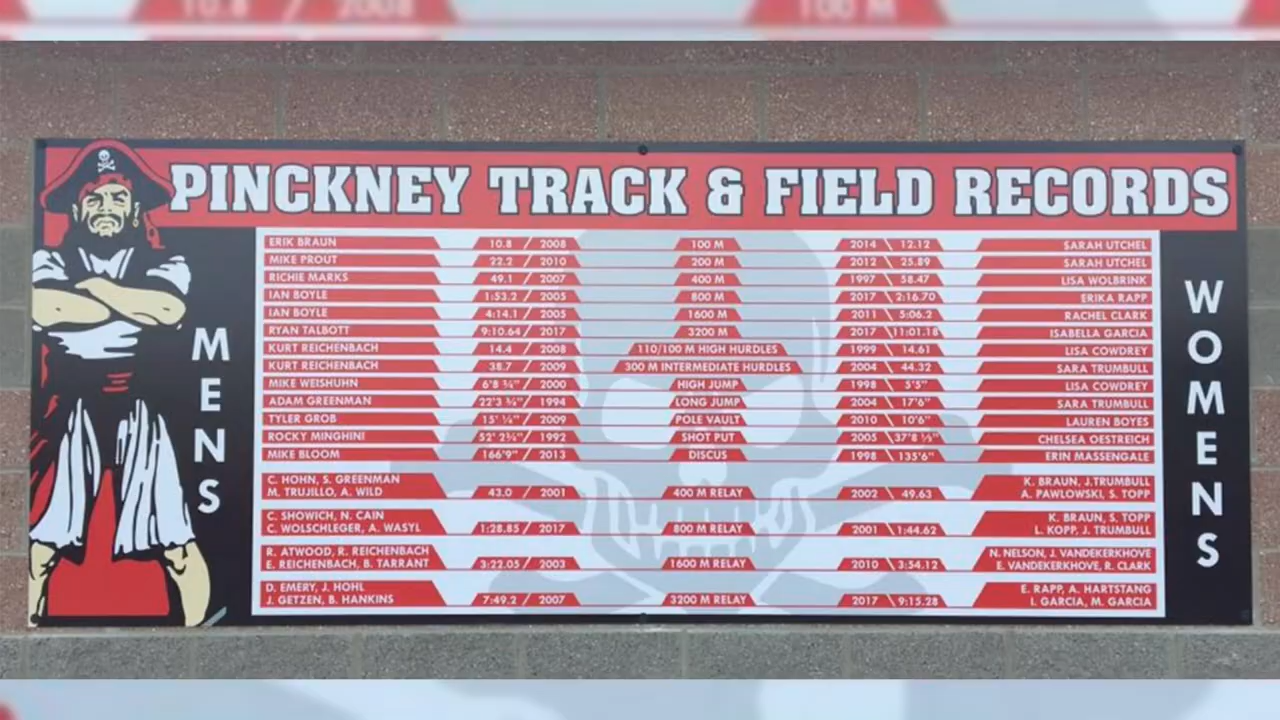 10.8 / 2008 100 M
PINCKNEY TRACK & FIELD RECORDS
MENS
WOMENS
ERIK BRAUN 10.8 / 2008 100 M 2014 \ 12.12 SARAH UTCHEL
MIKE PROUT 22.2 / 2010 200 M 2012 \ 25.89 SARAH UTCHEL
RICHIE MARKS 49.1 / 2007 400 M 1997 \ 58.47 LISA WOLBRINK
IAN BOYLE 1:53.2 / 2005 800 M 2017 \ 2:16.70 ERIKA RAPP
IAN BOYLE 4:14.1 / 2005 1600 M 2011 \ 5:06.2 RACHEL CLARK
RYAN TALBOTT 9:10.64 / 2017 3200 M 2017 \ 11:01.18 ISABELLA GARCIA
KURT REICHENBACH 14.4 / 2008 110/100 M HIGH HURDLES 1999 \ 14.61 LISA COWDREY
KURT REICHENBACH 38.7 / 2009 300 M INTERMEDIATE HURDLES 2004 \ 44.32 SARA TRUMBULL
MIKE WEISHUHN 6'8 ¾" / 2000 HIGH JUMP 1998 \ 5'5" LISA COWDREY
ADAM GREENMAN 22'3 / 1994 LONG JUMP 2004 \ 17'6" SARA TRUMBULL
TYLER GROB 15' ¼" / 2009 POLE VAULT 2010 \ 10'6" LAUREN BOYES
ROCKY MINGHINI 52' / 1992 SHOT PUT 2005 \ 37'8 CHELSEA OESTREICH
MIKE BLOOM 166'9" / 2013 DISCUS 1998 \ 135'6" ERIN MASSENGALE
C. HOHN, S. GREENMAN K. BRAUN, J.TRUMBULL
M. TRUJILLO, A. WILD 43.0 / 2001 400 M RELAY 2002 \ 49.63 A. PAWLOWSKI, S. TOPP
C. SHOWICH, N. CAIN K. BRAUN, S. TOPP
C. WOLSCHLEGER, A. WASYL 1:28.85 / 2017 800 M RELAY 2001 \ 1:44.62 L. KOPP, J. TRUMBULL
R. ATWOOD, R. REICHENBACH N. NELSON, J. VANDEKERKHOVE
E. REICHENBACH, B. TARRANT 3:22.05 / 2003 1600 M RELAY 2010 \ 3:54.12 E. VANDEKERKHOVE, R. CLARK
D. EMERY, J. HOHL E. RAPP, A. HARTSTANG
J. GETZEN, B. HANKINS 7:49.2 / 2007 3200 M RELAY 2017 \ 9:15.28 I. GARCIA, M. GARCIA